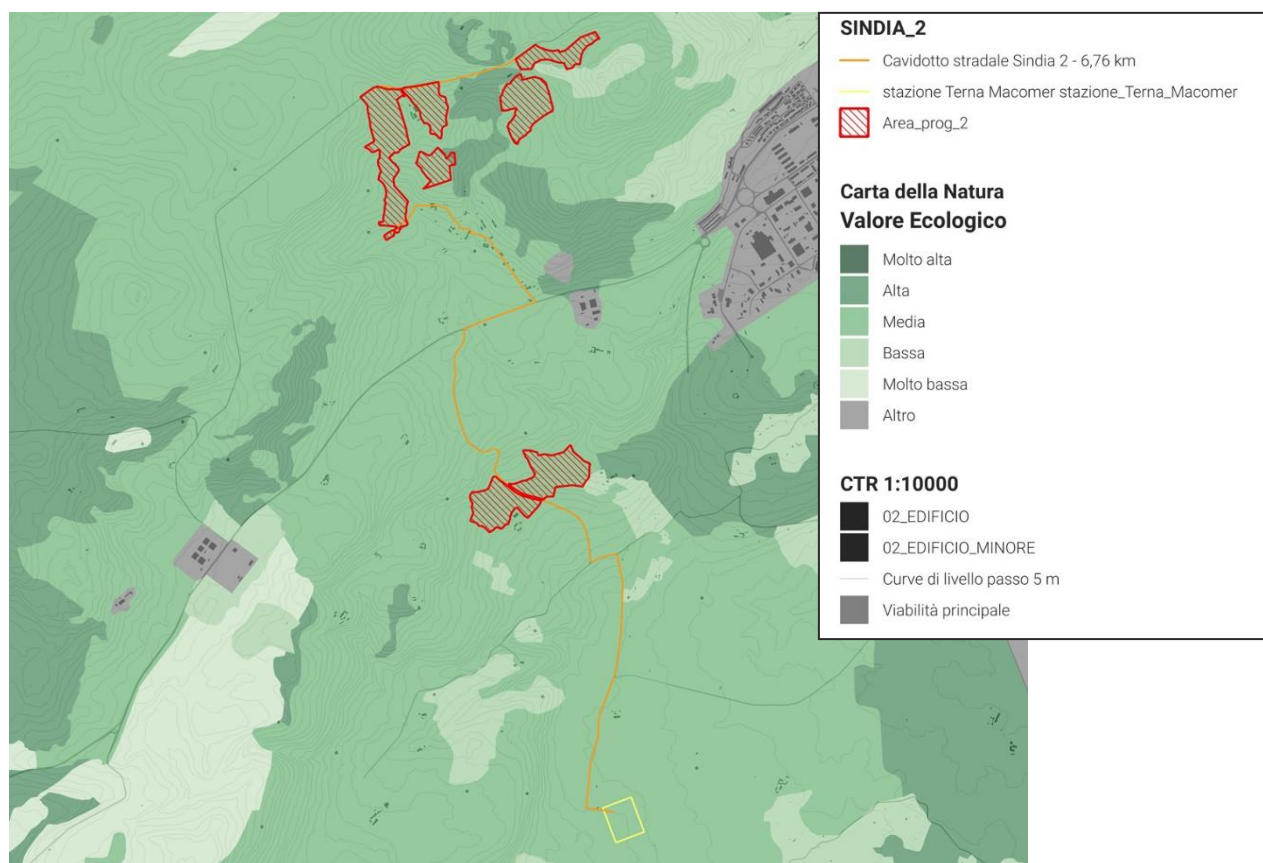 SINDIA_2
Cavidotto stradale Sindia 2 - 6,76 km
stazione Terna Macomer stazione_Terna_Macomer
Area_prog_2
Carta della Natura
Valore Ecologico
Molto alta
Alta
Media
Bassa
Molto bassa
Altro
CTR 1:10000
02_EDIFICIO
02_EDIFICIO_MINORE
Curve di livello passo 5 m
Viabilità principale